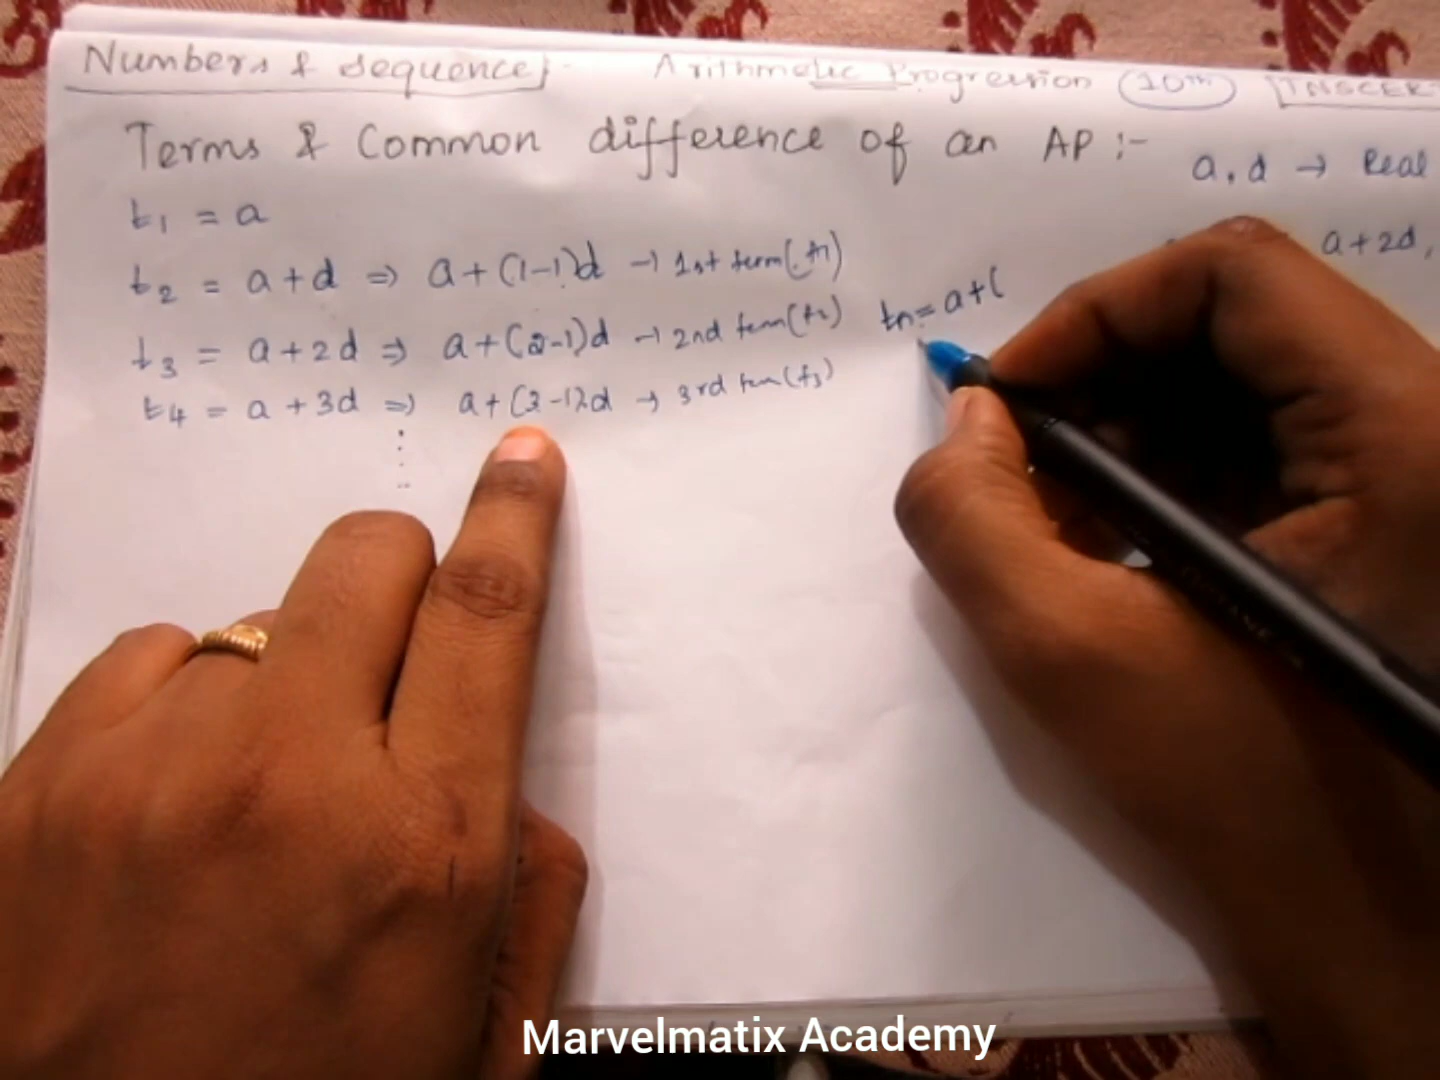 Numbers & sequence :- Arithmetic Progression 10th TNSCER
Terms & Common difference of an AP :-
a, d → Real
t1 = a
a+2d,
t2 = a + d ⇒ a + (1-1)d → 1st term (t1)
t3 = a + 2d ⇒ a + (2-1)d → 2nd term (t2)
tn = a + (
t4 = a + 3d ⇒ a + (3-1)d → 3rd term (t3)
Marvelmatix Academy